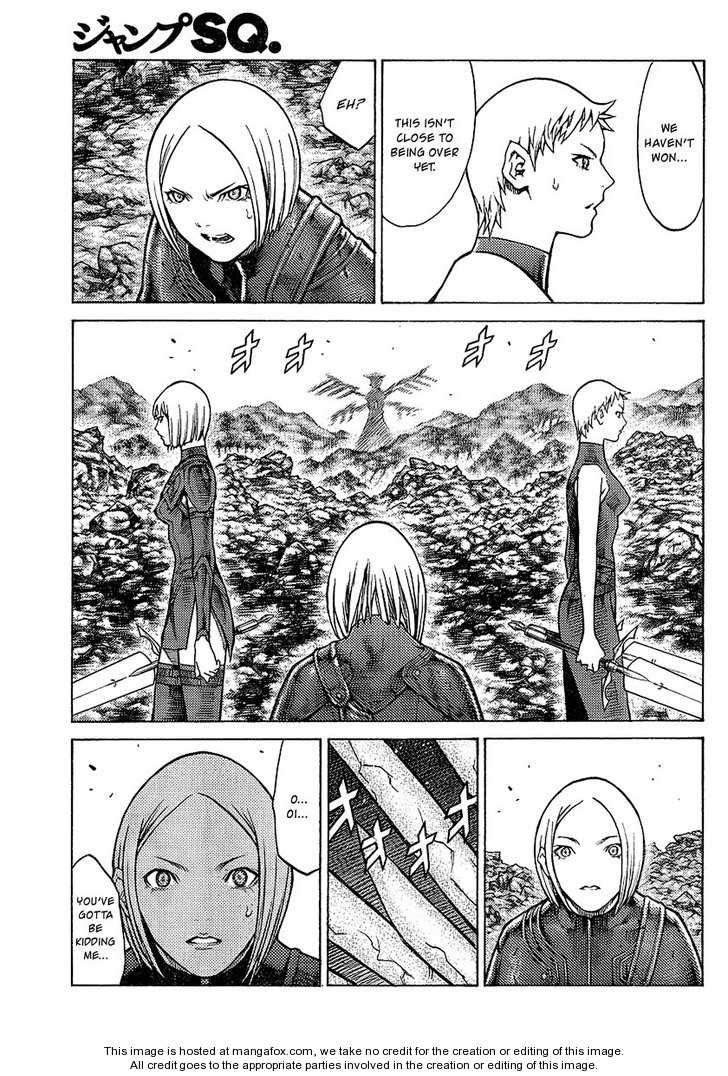 ジャンプSQ.
WE
HAVEN'T
WON...
THIS ISN'T
CLOSE TO
BEING OVER
YET.
EH?
オ オ オ オ
オ オ オ オ
O...
OI...
YOU'VE
GOTTA
BE
KIDDING
ME...
This image is hosted at mangafox.com, we take no credit for the creation or editing of this image.
All credit goes to the appropriate parties involved in the creation or editing of this image.